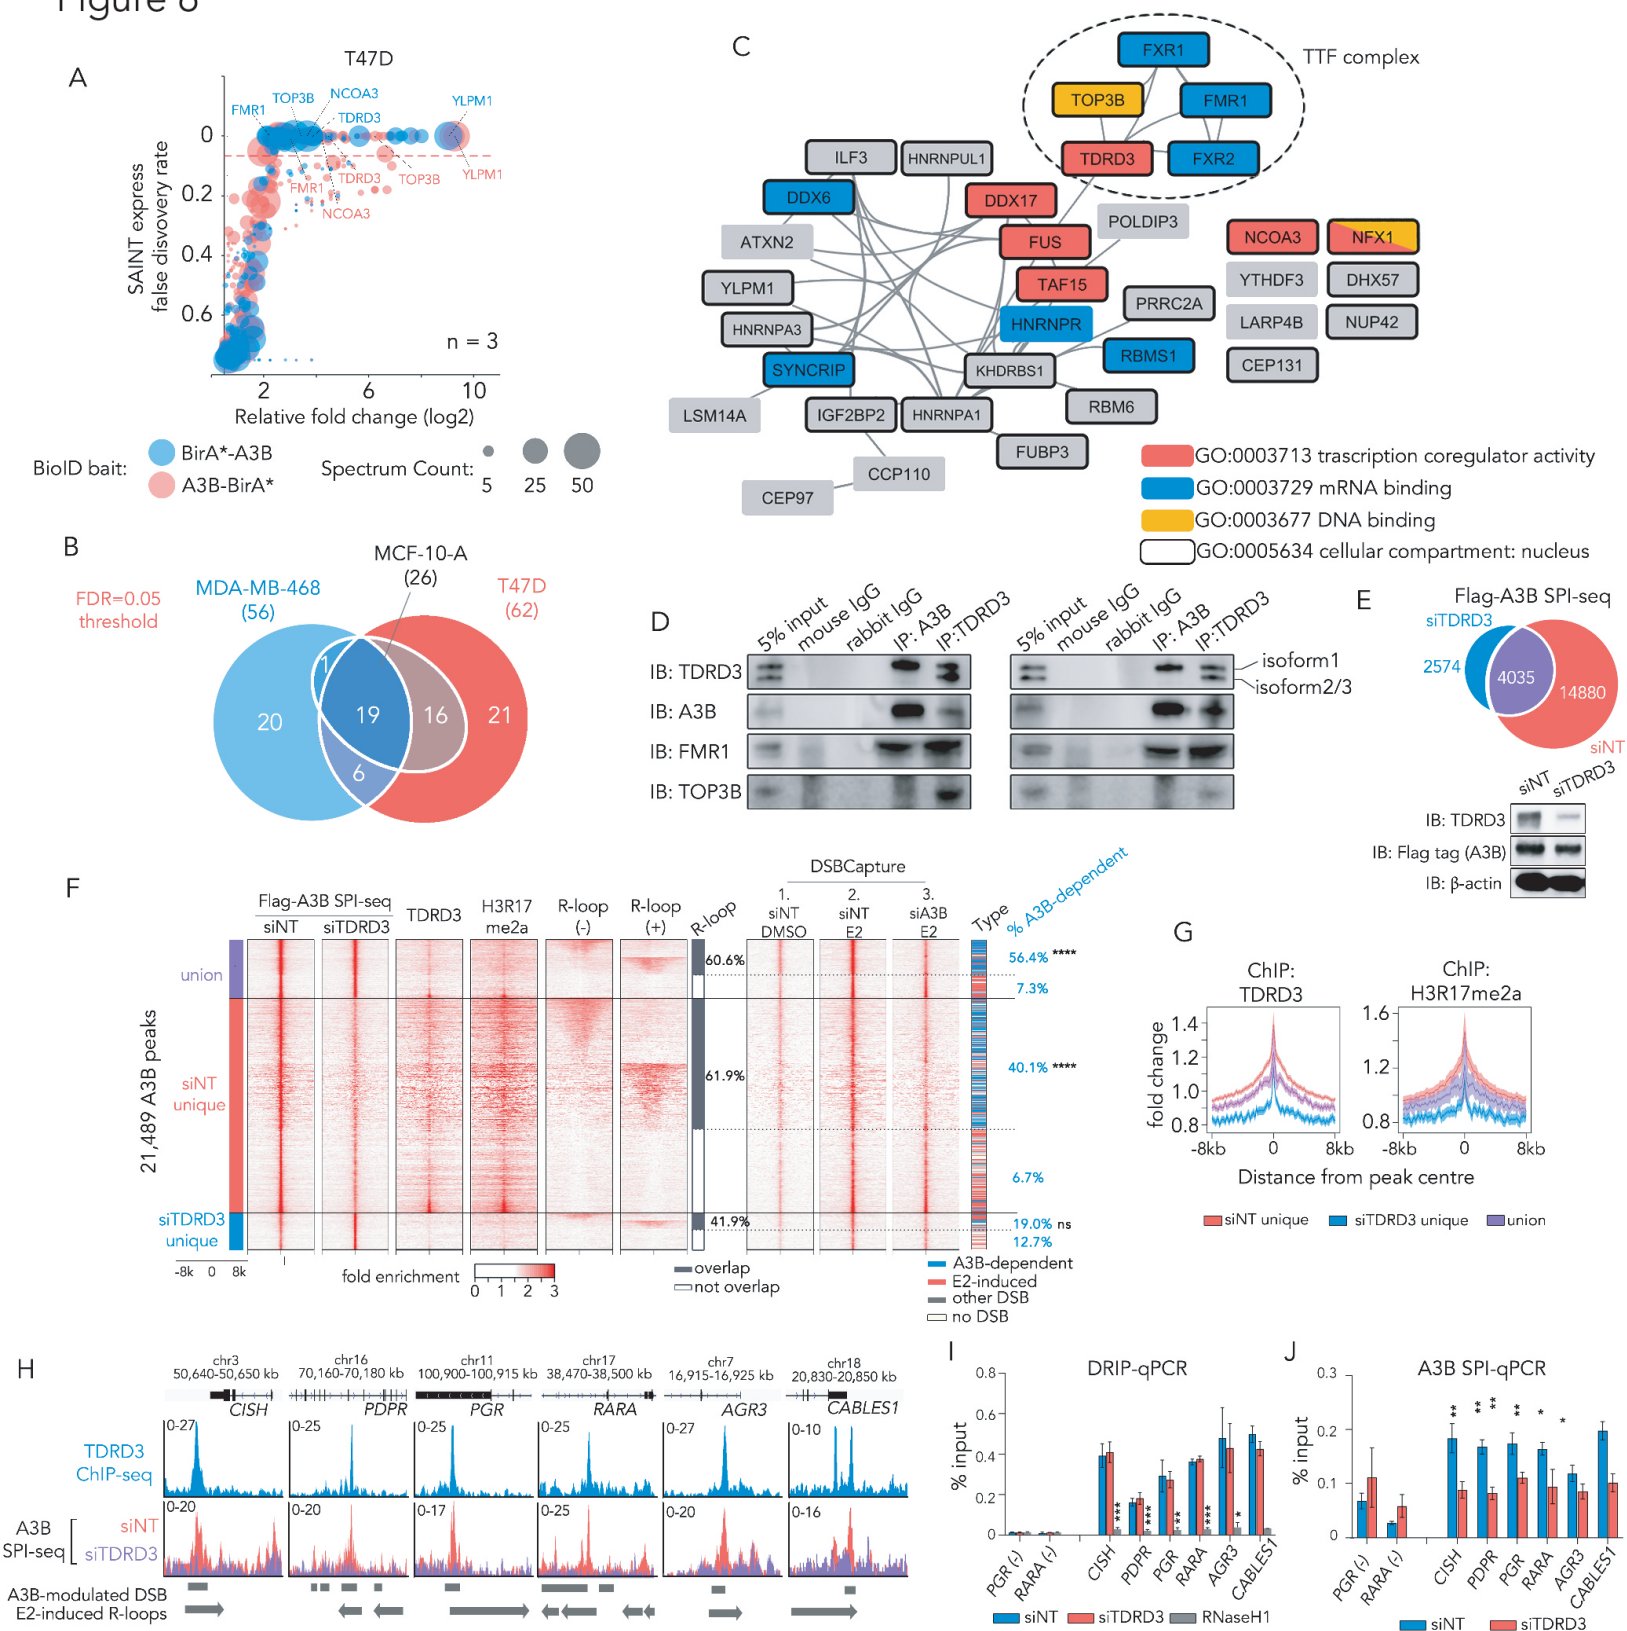 Figure 6
A
T47D
FMR1
TOP3B
NCOA3
TDRD3
YLPM1
FMR1
TDRD3
NCOA3
TOP3B
YLPM1
SAINT express
false disvovery rate
0
0.2
0.4
0.6
n = 3
2
6
10
Relative fold change (log2)
BioID bait:
BirA*-A3B
A3B-BirA*
Spectrum Count:
5
25
50
B
FDR=0.05
threshold
MDA-MB-468
(56)
MCF-10-A
(26)
T47D
(62)
1
20
19
16
21
6
C
TTF complex
FXR1
TOP3B
FMR1
TDRD3
FXR2
ILF3
HNRNPUL1
DDX6
DDX17
POLDIP3
ATXN2
FUS
NCOA3
NFX1
YLPM1
TAF15
YTHDF3
DHX57
PRRC2A
HNRNPA3
HNRNPR
LARP4B
NUP42
SYNCRIP
KHDRBS1
RBMS1
CEP131
LSM14A
IGF2BP2
HNRNPA1
RBM6
FUBP3
CCP110
CEP97
GO:0003713 trascription coregulator activity
GO:0003729 mRNA binding
GO:0003677 DNA binding
GO:0005634 cellular compartment: nucleus
D
5% input
mouse IgG
rabbit IgG
IP: A3B
IP:TDRD3
5% input
mouse IgG
rabbit IgG
IP: A3B
IP:TDRD3
IB: TDRD3
IB: A3B
IB: FMR1
IB: TOP3B
isoform1
isoform2/3
E
Flag-A3B SPI-seq
siTDRD3
2574
4035
14880
siNT
siNT
siTDRD3
IB: TDRD3
IB: Flag tag (A3B)
IB: β-actin
F
Flag-A3B SPI-seq
siNT
siTDRD3
TDRD3
H3R17
me2a
R-loop
(-)
R-loop
(+)
R-loop
DSBCapture
1.
siNT
DMSO
2.
siNT
E2
3.
siA3B
E2
Type
% A3B-dependent
21,489 A3B peaks
union
siNT
unique
siTDRD3
unique
60.6%
61.9%
41.9%
56.4% ****
7.3%
40.1% ****
6.7%
19.0% ns
12.7%
-8k
0
8k
fold enrichment
0
1
2
3
overlap
not overlap
A3B-dependent
E2-induced
other DSB
no DSB
G
ChIP:
TDRD3
ChIP:
H3R17me2a
fold change
1.4
1.2
1.0
0.8
1.6
1.2
0.8
-8kb
0
8kb
-8kb
0
8kb
Distance from peak centre
siNT unique
siTDRD3 unique
union
H
chr3
50,640-50,650 kb
chr16
70,160-70,180 kb
chr11
100,900-100,915 kb
chr17
38,470-38,500 kb
chr7
16,915-16,925 kb
chr18
20,830-20,850 kb
CISH
PDPR
PGR
RARA
AGR3
CABLES1
TDRD3
ChIP-seq
0-27
0-25
0-25
0-25
0-27
0-10
A3B
SPI-seq
siNT
siTDRD3
0-20
0-20
0-17
0-25
0-20
0-16
A3B-modulated DSB
E2-induced R-loops
I
DRIP-qPCR
% input
0.8
0.6
0.4
0.2
0
***
***
**
***
*
PGR (-)
RARA (-)
CISH
PDPR
PGR
RARA
AGR3
CABLES1
siNT
siTDRD3
RNaseH1
J
A3B SPI-qPCR
% input
0.3
0.2
0.1
0
**
**
**
**
*
*
PGR (-)
RARA (-)
CISH
PDPR
PGR
RARA
AGR3
CABLES1
siNT
siTDRD3